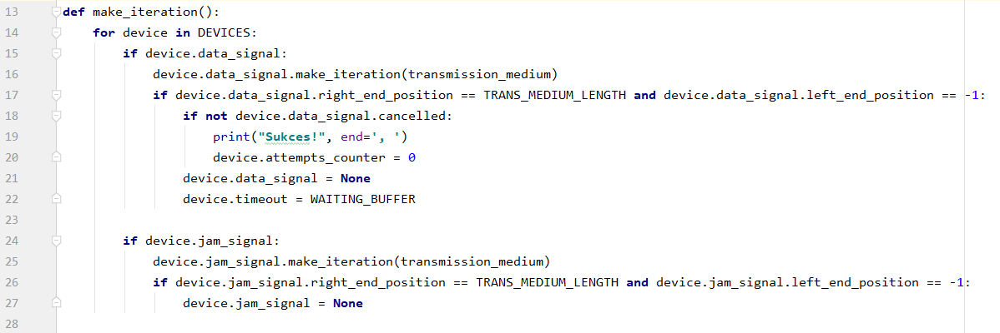 13 def make_iteration():
14     for device in DEVICES:
15         if device.data_signal:
16             device.data_signal.make_iteration(transmission_medium)
17             if device.data_signal.right_end_position == TRANS_MEDIUM_LENGTH and device.data_signal.left_end_position == -1:
18                 if not device.data_signal.cancelled:
19                     print("Sukces!", end=', ')
20                     device.attempts_counter = 0
21                 device.data_signal = None
22                 device.timeout = WAITING_BUFFER
23
24         if device.jam_signal:
25             device.jam_signal.make_iteration(transmission_medium)
26             if device.jam_signal.right_end_position == TRANS_MEDIUM_LENGTH and device.jam_signal.left_end_position == -1:
27                 device.jam_signal = None
28